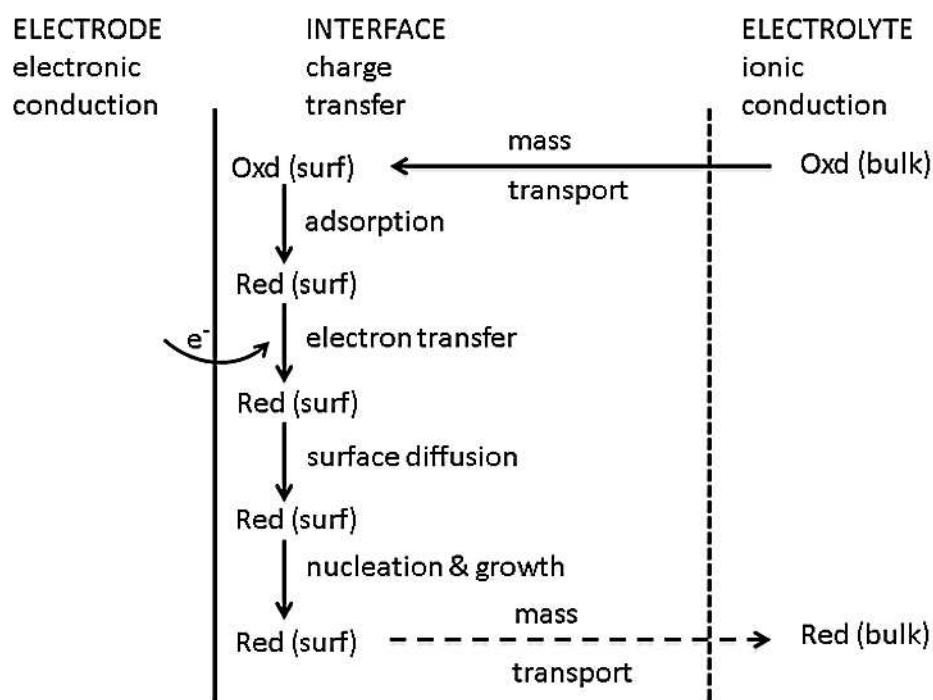 ELECTRODE
electronic
conduction
INTERFACE
charge
transfer
ELECTROLYTE
ionic
conduction
mass
transport
Oxd (surf)
Oxd (bulk)
adsorption
Red (surf)
e-
electron transfer
Red (surf)
surface diffusion
Red (surf)
nucleation & growth
mass
transport
Red (surf)
Red (bulk)